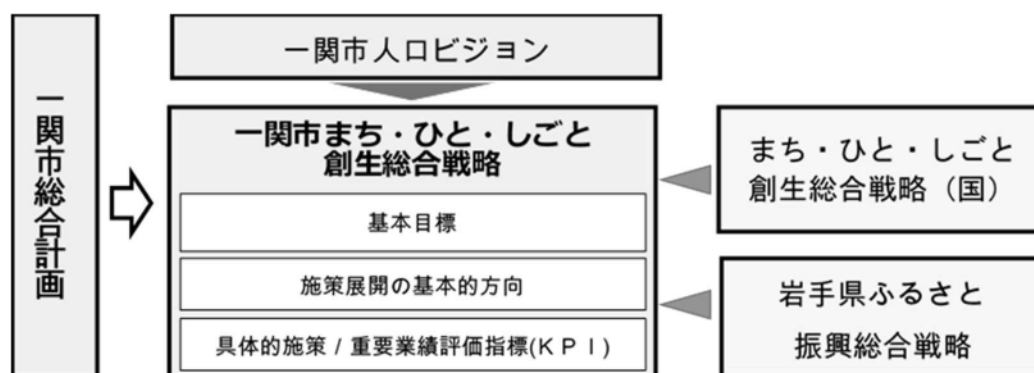 一関市総合計画
一関市人口ビジョン
一関市まち・ひと・しごと
創生総合戦略
基本目標
施策展開の基本的方向
具体的施策 / 重要業績評価指標(ＫＰＩ)
まち・ひと・しごと
創生総合戦略（国）
岩手県ふるさと
振興総合戦略